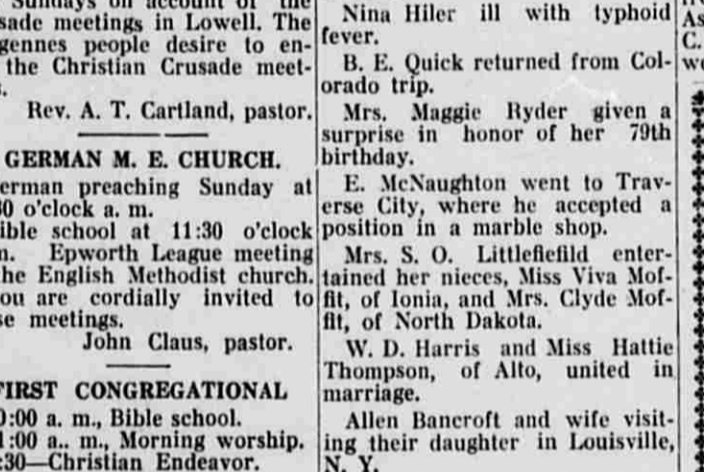 Sundays on account of the
sade meetings in Lowell. The
gennes people desire to en-
the Christian Crusade meet-
Rev. A. T. Cartland, pastor.
GERMAN M. E. CHURCH.
erman preaching Sunday at
30 o'clock a. m.
ible school at 11:30 o'clock
n. Epworth League meeting
he English Methodist church.
ou are cordially invited to
se meetings.
John Claus, pastor.
FIRST CONGREGATIONAL
0:00 a. m., Bible school.
1:00 a.. m., Morning worship.
:30—Christian Endeavor.
Nina Hiler ill with typhoid
fever.
B. E. Quick returned from Col-
orado trip.
Mrs. Maggie Ryder given a
surprise in honor of her 79th
birthday.
E. McNaughton went to Trav-
erse City, where he accepted a
position in a marble shop.
Mrs. S. O. Littlefiefild enter-
tained her nieces, Miss Viva Mof-
fit, of Ionia, and Mrs. Clyde Mof-
fit, of North Dakota.
W. D. Harris and Miss Hattie
Thompson, of Alto, united in
marriage.
Allen Bancroft and wife visit-
ing their daughter in Louisville,
N. Y.
As
C.
we